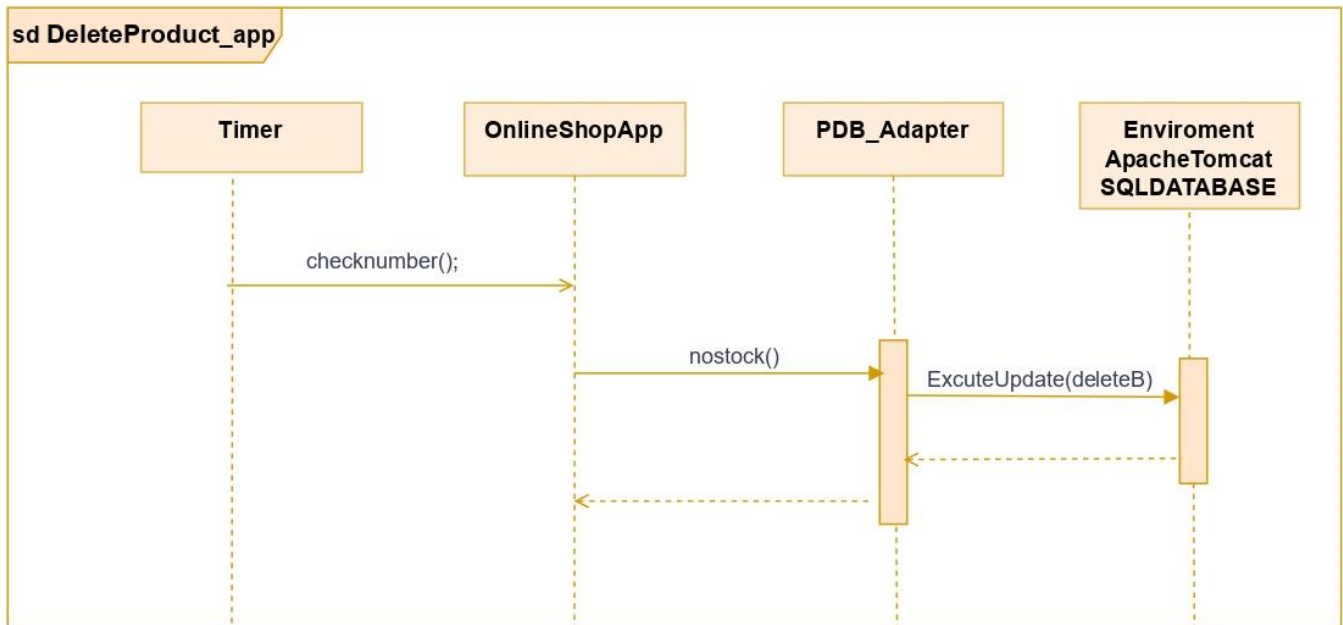 sd DeleteProduct_app
Timer
OnlineShopApp
PDB_Adapter
Enviroment
ApacheTomcat
SQLDATABASE
checknumber();
nostock()
ExcuteUpdate(deleteB)